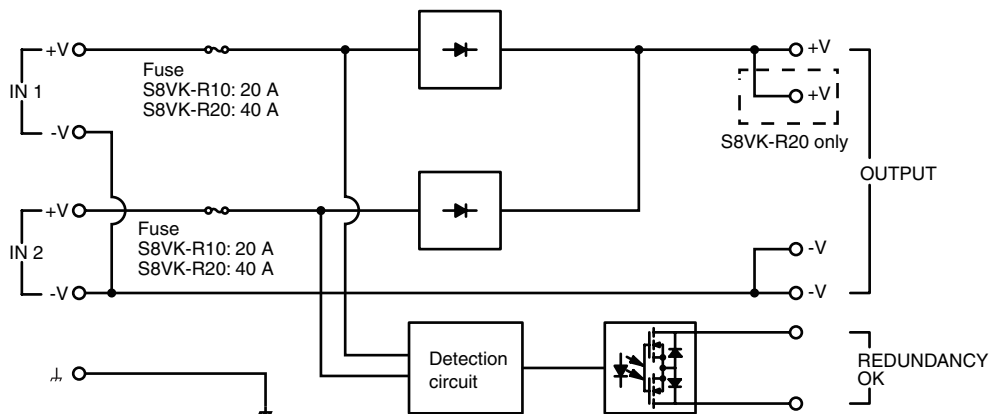 +V
Fuse
S8VK-R10: 20 A
S8VK-R20: 40 A
IN 1
-V
+V
+V
S8VK-R20 only
OUTPUT
+V
Fuse
S8VK-R10: 20 A
S8VK-R20: 40 A
IN 2
-V
-V
-V
Detection
circuit
REDUNDANCY
OK